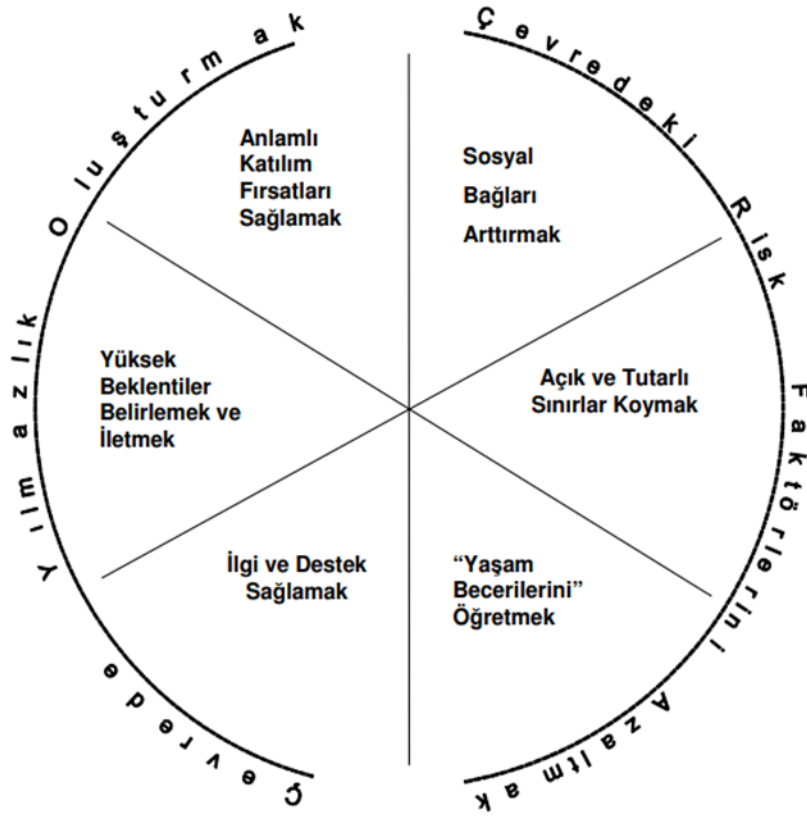 Çevrede Yılmazlık Oluşturmak
Çevredeki Risk Faktörlerini Azaltmak
Anlamlı
Katılım
Fırsatları
Sağlamak
Sosyal
Bağları
Arttırmak
Yüksek
Beklentiler
Belirlemek ve
İletmek
Açık ve Tutarlı
Sınırlar Koymak
İlgi ve Destek
Sağlamak
“Yaşam
Becerilerini”
Öğretmek